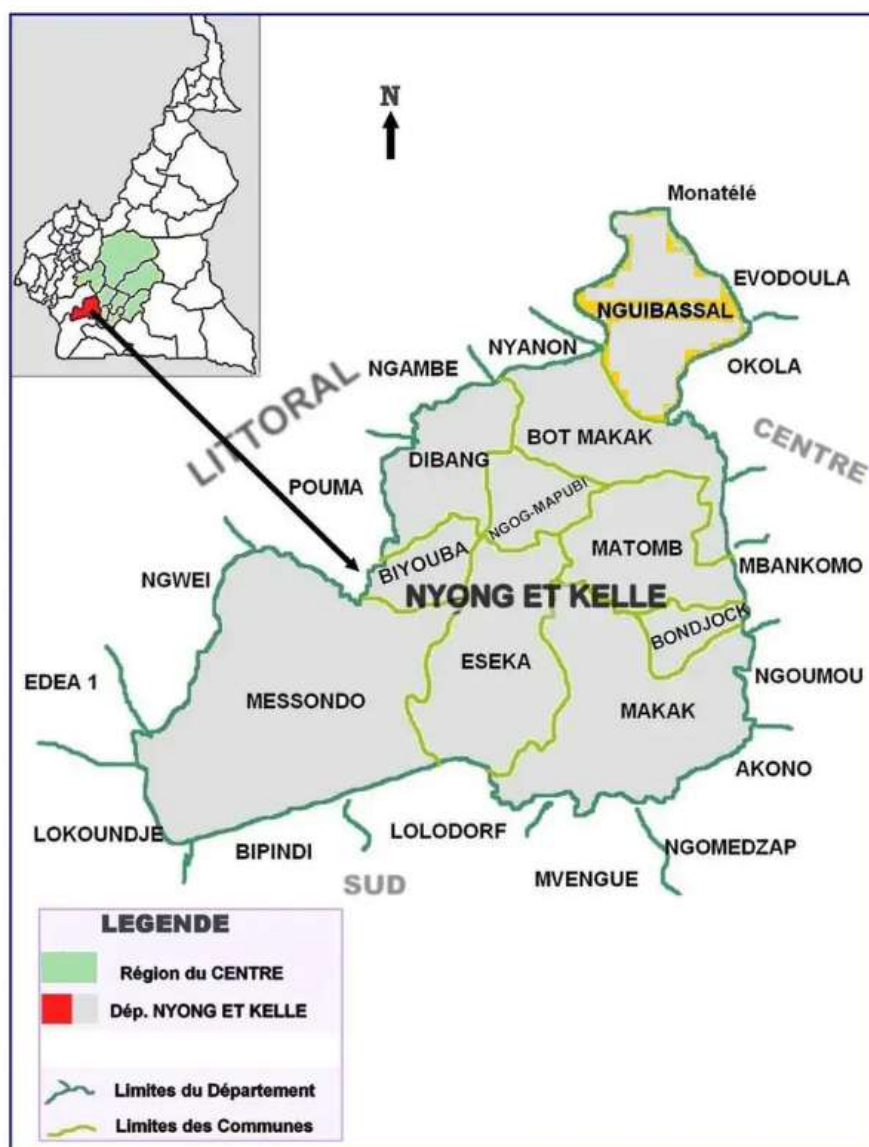 N
Monatélé
EVODOULA
NGUIBASSAL
NYANON
OKOLA
NGAMBE
LITTORAL
BOT MAKAK
CENTRE
DIBANG
POUMA
NGOG-MAPUBI
MATOMB
BIYOUBA
MBANKOMO
NGWEI
NYONG ET KELLE
BONDJOCK
ESEKA
NGOUMOU
EDEA 1
MESSONDO
MAKAK
AKONO
LOKOUNDJE
LOLODORF
BIPINDI
NGOMEDZAP
MVENGUE
SUD
LEGENDE
Région du CENTRE
Dép. NYONG ET KELLE
Limites du Département
Limites des Communes